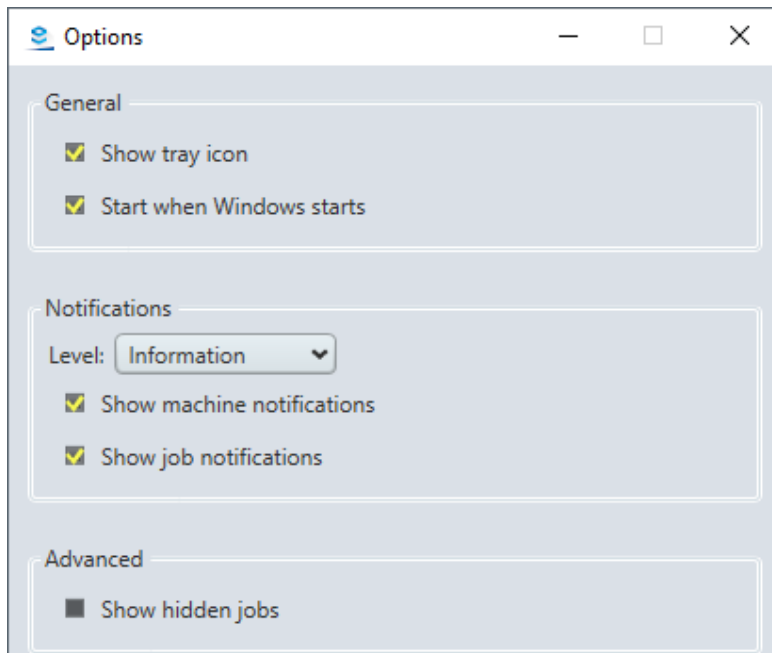 Options
General
Show tray icon
Start when Windows starts
Notifications
Level: Information
Show machine notifications
Show job notifications
Advanced
Show hidden jobs